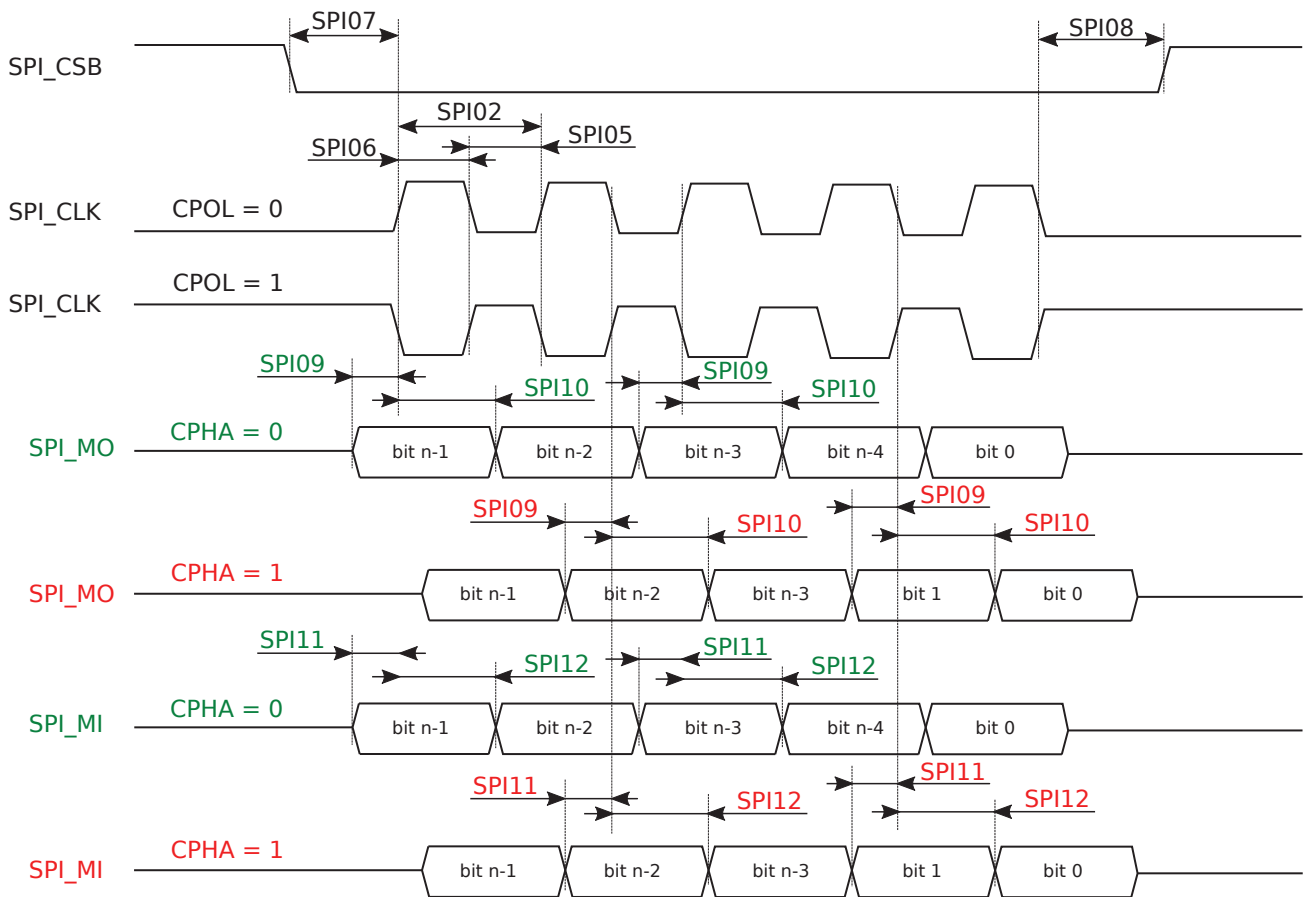 SPI07
SPI08
SPI_CSB
SPI02
SPI05
SPI06
SPI_CLK CPOL = 0
CPOL = 1
SPI_CLK
SPI09 SPI09
SPI10 SPI10
SPI_MO CPHA = 0 bit n-1 bit n-2 bit n-3 bit n-4 bit 0
SPI09 SPI09
SPI10 SPI10
SPI_MO CPHA = 1 bit n-1 bit n-2 bit n-3 bit 1 bit 0
SPI11 SPI11
SPI12 SPI12
SPI_MI CPHA = 0 bit n-1 bit n-2 bit n-3 bit n-4 bit 0
SPI11 SPI11
SPI12 SPI12
SPI_MI CPHA = 1 bit n-1 bit n-2 bit n-3 bit 1 bit 0